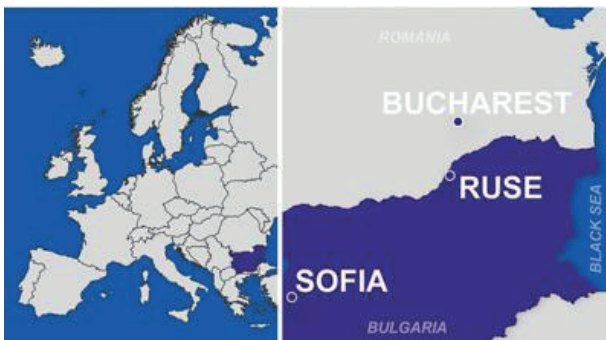 ROMANIA
BUCHAREST
RUSE
BLACK SEA
SOFIA
BULGARIA